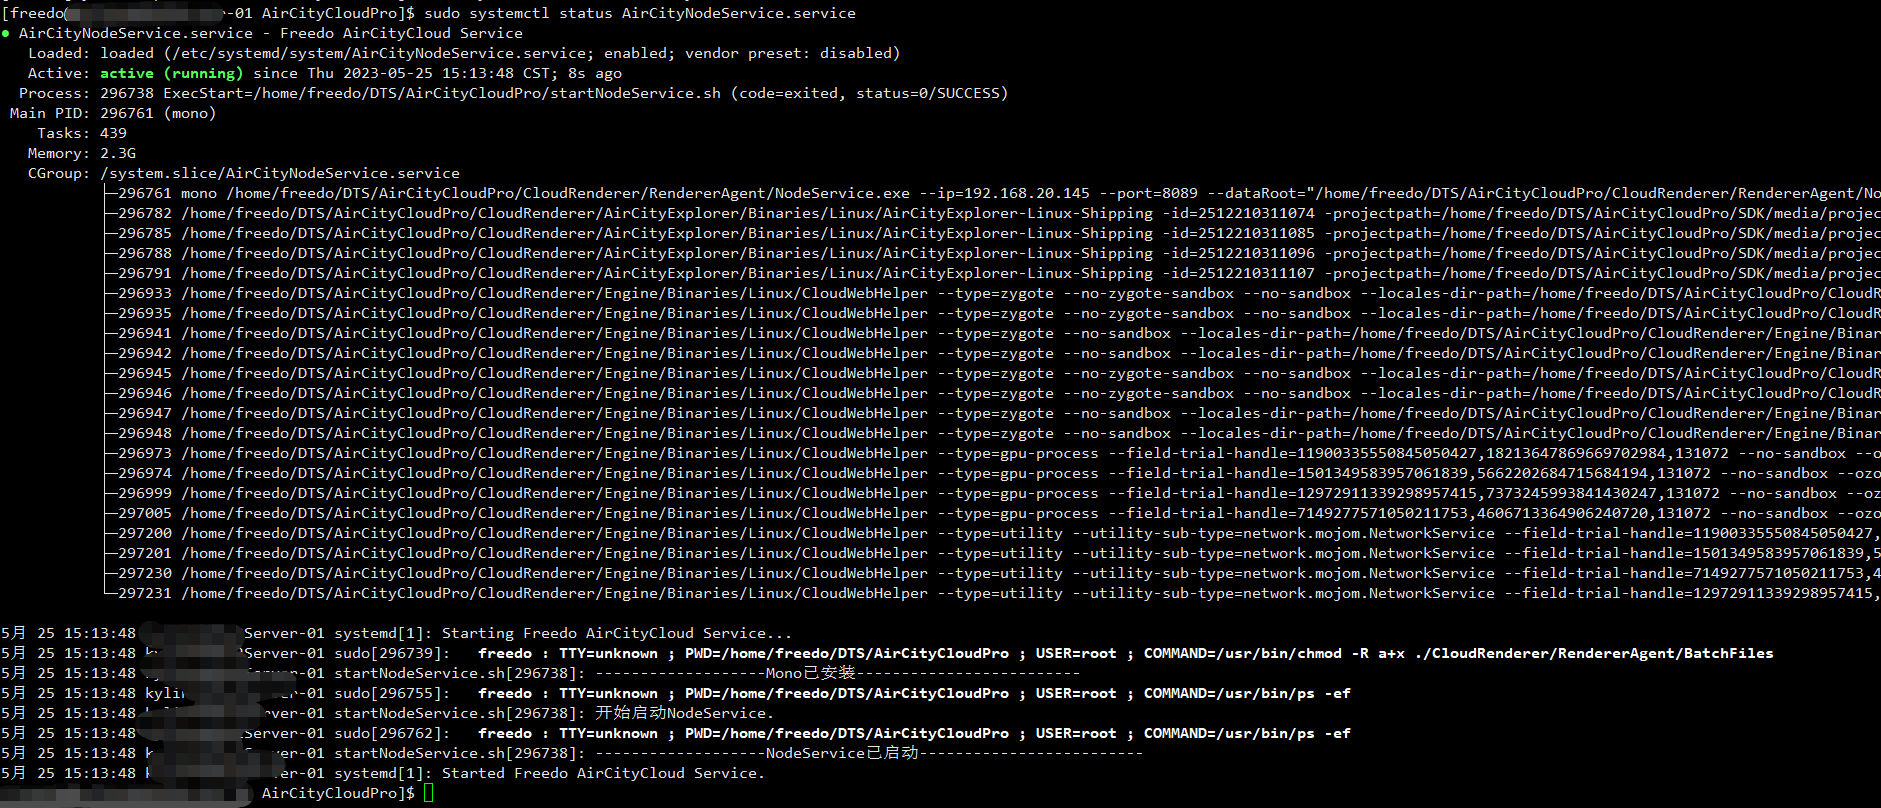 [freedo -01 AirCityCloudPro]$ sudo systemctl status AirCityNodeService.service
● AirCityNodeService.service - Freedo AirCityCloud Service
Loaded: loaded (/etc/systemd/system/AirCityNodeService.service; enabled; vendor preset: disabled)
Active: active (running) since Thu 2023-05-25 15:13:48 CST; 8s ago
Process: 296738 ExecStart=/home/freedo/DTS/AirCityCloudPro/startNodeService.sh (code=exited, status=0/SUCCESS)
Main PID: 296761 (mono)
Tasks: 439
Memory: 2.3G
CGroup: /system.slice/AirCityNodeService.service
├─296761 mono /home/freedo/DTS/AirCityCloudPro/CloudRenderer/RendererAgent/NodeService.exe --ip=192.168.20.145 --port=8089 --dataRoot="/home/freedo/DTS/AirCityCloudPro/CloudRenderer/RendererAgent/No
├─296782 /home/freedo/DTS/AirCityCloudPro/CloudRenderer/AirCityExplorer/Binaries/Linux/AirCityExplorer-Linux-Shipping -id=2512210311074 -projectpath=/home/freedo/DTS/AirCityCloudPro/SDK/media/projec
├─296785 /home/freedo/DTS/AirCityCloudPro/CloudRenderer/AirCityExplorer/Binaries/Linux/AirCityExplorer-Linux-Shipping -id=2512210311085 -projectpath=/home/freedo/DTS/AirCityCloudPro/SDK/media/projec
├─296788 /home/freedo/DTS/AirCityCloudPro/CloudRenderer/AirCityExplorer/Binaries/Linux/AirCityExplorer-Linux-Shipping -id=2512210311096 -projectpath=/home/freedo/DTS/AirCityCloudPro/SDK/media/projec
├─296791 /home/freedo/DTS/AirCityCloudPro/CloudRenderer/AirCityExplorer/Binaries/Linux/AirCityExplorer-Linux-Shipping -id=2512210311107 -projectpath=/home/freedo/DTS/AirCityCloudPro/SDK/media/projec
├─296933 /home/freedo/DTS/AirCityCloudPro/CloudRenderer/Engine/Binaries/Linux/CloudWebHelper --type=zygote --no-zygote-sandbox --no-sandbox --locales-dir-path=/home/freedo/DTS/AirCityCloudPro/CloudR
├─296935 /home/freedo/DTS/AirCityCloudPro/CloudRenderer/Engine/Binaries/Linux/CloudWebHelper --type=zygote --no-zygote-sandbox --no-sandbox --locales-dir-path=/home/freedo/DTS/AirCityCloudPro/CloudR
├─296941 /home/freedo/DTS/AirCityCloudPro/CloudRenderer/Engine/Binaries/Linux/CloudWebHelper --type=zygote --no-sandbox --locales-dir-path=/home/freedo/DTS/AirCityCloudPro/CloudRenderer/Engine/Binar
├─296942 /home/freedo/DTS/AirCityCloudPro/CloudRenderer/Engine/Binaries/Linux/CloudWebHelper --type=zygote --no-sandbox --locales-dir-path=/home/freedo/DTS/AirCityCloudPro/CloudRenderer/Engine/Binar
├─296945 /home/freedo/DTS/AirCityCloudPro/CloudRenderer/Engine/Binaries/Linux/CloudWebHelper --type=zygote --no-zygote-sandbox --no-sandbox --locales-dir-path=/home/freedo/DTS/AirCityCloudPro/CloudR
├─296946 /home/freedo/DTS/AirCityCloudPro/CloudRenderer/Engine/Binaries/Linux/CloudWebHelper --type=zygote --no-zygote-sandbox --no-sandbox --locales-dir-path=/home/freedo/DTS/AirCityCloudPro/CloudR
├─296947 /home/freedo/DTS/AirCityCloudPro/CloudRenderer/Engine/Binaries/Linux/CloudWebHelper --type=zygote --no-sandbox --locales-dir-path=/home/freedo/DTS/AirCityCloudPro/CloudRenderer/Engine/Binar
├─296948 /home/freedo/DTS/AirCityCloudPro/CloudRenderer/Engine/Binaries/Linux/CloudWebHelper --type=zygote --no-sandbox --locales-dir-path=/home/freedo/DTS/AirCityCloudPro/CloudRenderer/Engine/Binar
├─296973 /home/freedo/DTS/AirCityCloudPro/CloudRenderer/Engine/Binaries/Linux/CloudWebHelper --type=gpu-process --field-trial-handle=11900335550845050427,18213647869669702984,131072 --no-sandbox --o
├─296974 /home/freedo/DTS/AirCityCloudPro/CloudRenderer/Engine/Binaries/Linux/CloudWebHelper --type=gpu-process --field-trial-handle=1501349583957061839,5662202684715684194,131072 --no-sandbox --ozo
├─296999 /home/freedo/DTS/AirCityCloudPro/CloudRenderer/Engine/Binaries/Linux/CloudWebHelper --type=gpu-process --field-trial-handle=12972911339298957415,7373245993841430247,131072 --no-sandbox --oz
├─297005 /home/freedo/DTS/AirCityCloudPro/CloudRenderer/Engine/Binaries/Linux/CloudWebHelper --type=gpu-process --field-trial-handle=7149277571050211753,4606713364906240720,131072 --no-sandbox --ozo
├─297200 /home/freedo/DTS/AirCityCloudPro/CloudRenderer/Engine/Binaries/Linux/CloudWebHelper --type=utility --utility-sub-type=network.mojom.NetworkService --field-trial-handle=11900335550845050427,
├─297201 /home/freedo/DTS/AirCityCloudPro/CloudRenderer/Engine/Binaries/Linux/CloudWebHelper --type=utility --utility-sub-type=network.mojom.NetworkService --field-trial-handle=1501349583957061839,5
├─297230 /home/freedo/DTS/AirCityCloudPro/CloudRenderer/Engine/Binaries/Linux/CloudWebHelper --type=utility --utility-sub-type=network.mojom.NetworkService --field-trial-handle=7149277571050211753,4
└─297231 /home/freedo/DTS/AirCityCloudPro/CloudRenderer/Engine/Binaries/Linux/CloudWebHelper --type=utility --utility-sub-type=network.mojom.NetworkService --field-trial-handle=12972911339298957415,
5月 25 15:13:48 Server-01 systemd[1]: Starting Freedo AirCityCloud Service...
5月 25 15:13:48 Server-01 sudo[296739]: freedo : TTY=unknown ; PWD=/home/freedo/DTS/AirCityCloudPro ; USER=root ; COMMAND=/usr/bin/chmod -R a+x ./CloudRenderer/RendererAgent/BatchFiles
5月 25 15:13:48 Server-01 startNodeService.sh[296738]: -------------------Mono已安装-------------------------
5月 25 15:13:48 kyli erver-01 sudo[296755]: freedo : TTY=unknown ; PWD=/home/freedo/DTS/AirCityCloudPro ; USER=root ; COMMAND=/usr/bin/ps -ef
5月 25 15:13:48 ver-01 startNodeService.sh[296738]: 开始启动NodeService.
5月 25 15:13:48 ver-01 sudo[296762]: freedo : TTY=unknown ; PWD=/home/freedo/DTS/AirCityCloudPro ; USER=root ; COMMAND=/usr/bin/ps -ef
5月 25 15:13:48 er-01 startNodeService.sh[296738]: -------------------NodeService已启动-------------------------
5月 25 15:13:48 er-01 systemd[1]: Started Freedo AirCityCloud Service.
AirCityCloudPro]$